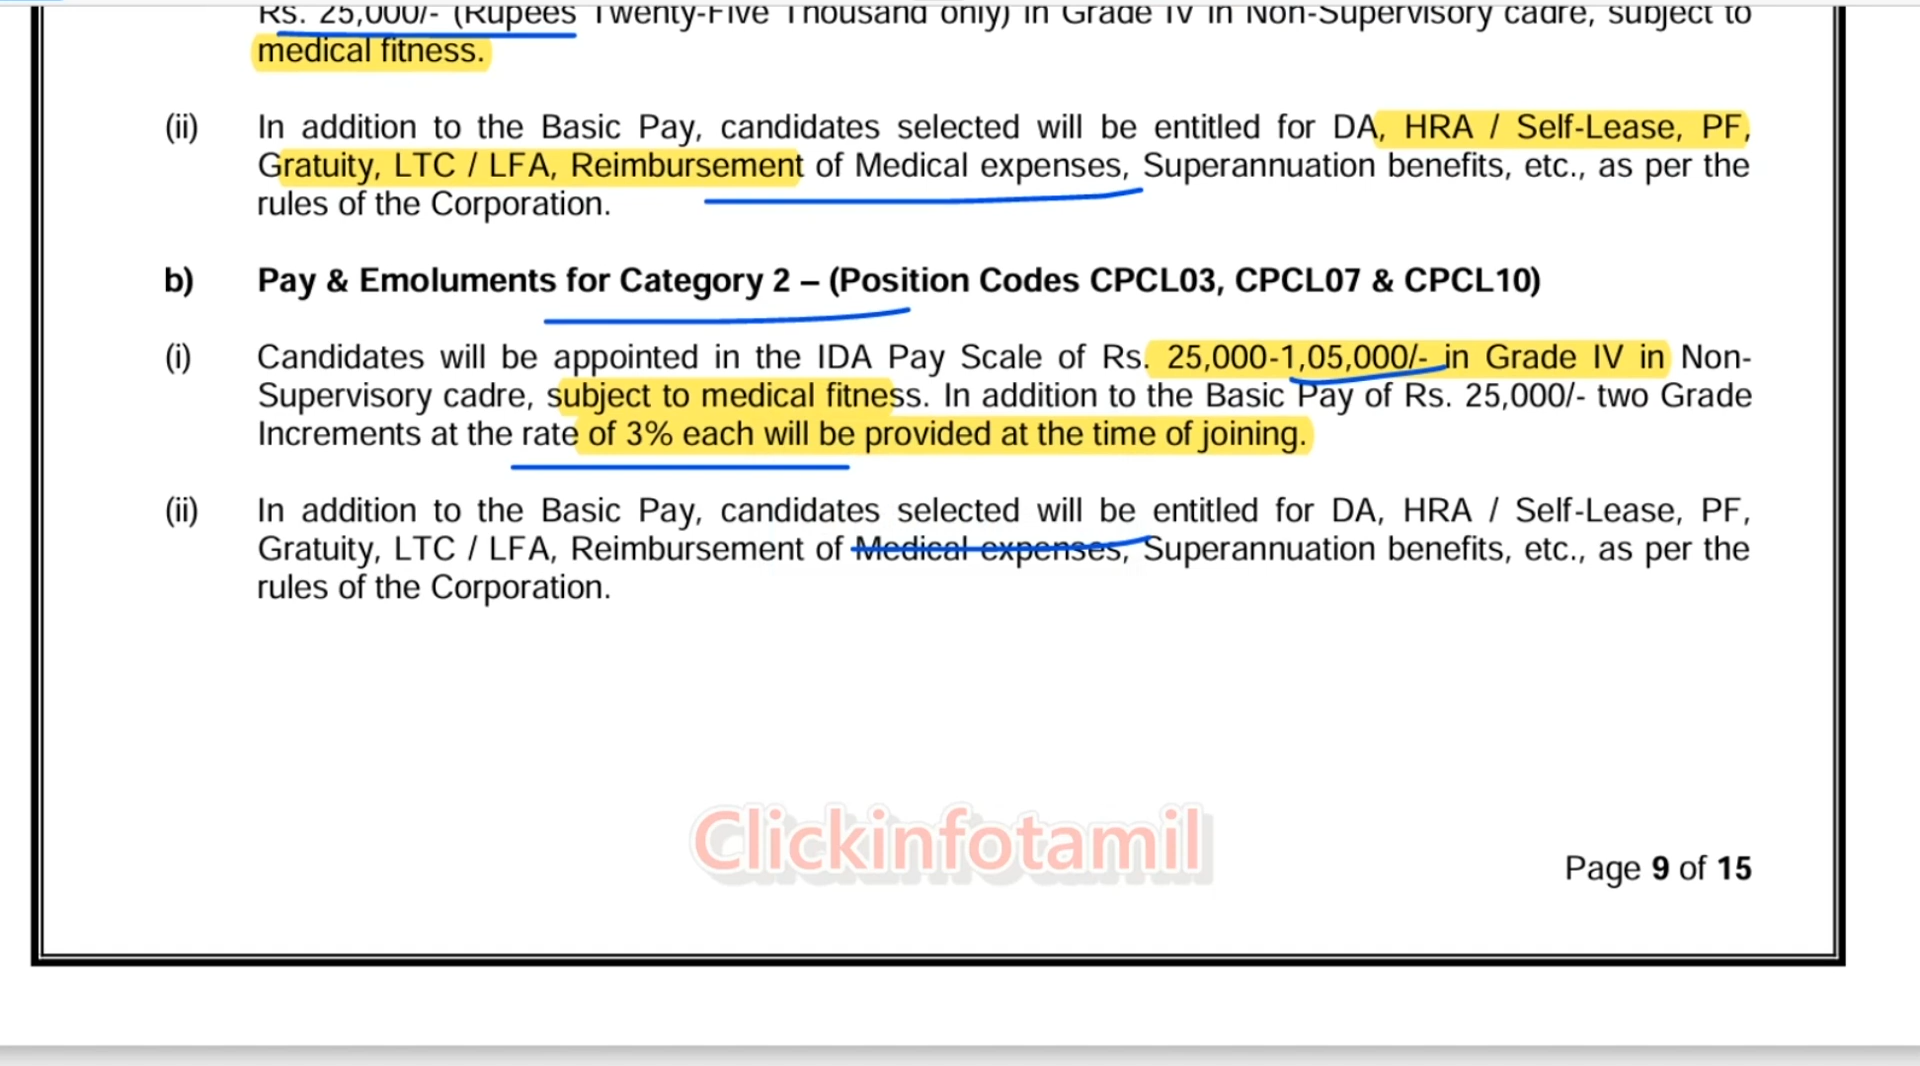 Rs. 25,000/- (Rupees Twenty-Five Thousand only) in Grade IV in Non-Supervisory cadre, subject to
medical fitness.
(ii) In addition to the Basic Pay, candidates selected will be entitled for DA, HRA / Self-Lease, PF,
Gratuity, LTC / LFA, Reimbursement of Medical expenses, Superannuation benefits, etc., as per the
rules of the Corporation.
b) Pay & Emoluments for Category 2 – (Position Codes CPCL03, CPCL07 & CPCL10)
(i) Candidates will be appointed in the IDA Pay Scale of Rs. 25,000-1,05,000/- in Grade IV in Non-
Supervisory cadre, subject to medical fitness. In addition to the Basic Pay of Rs. 25,000/- two Grade
Increments at the rate of 3% each will be provided at the time of joining.
(ii) In addition to the Basic Pay, candidates selected will be entitled for DA, HRA / Self-Lease, PF,
Gratuity, LTC / LFA, Reimbursement of Medical expenses, Superannuation benefits, etc., as per the
rules of the Corporation.
Clickinfotamil
Page 9 of 15